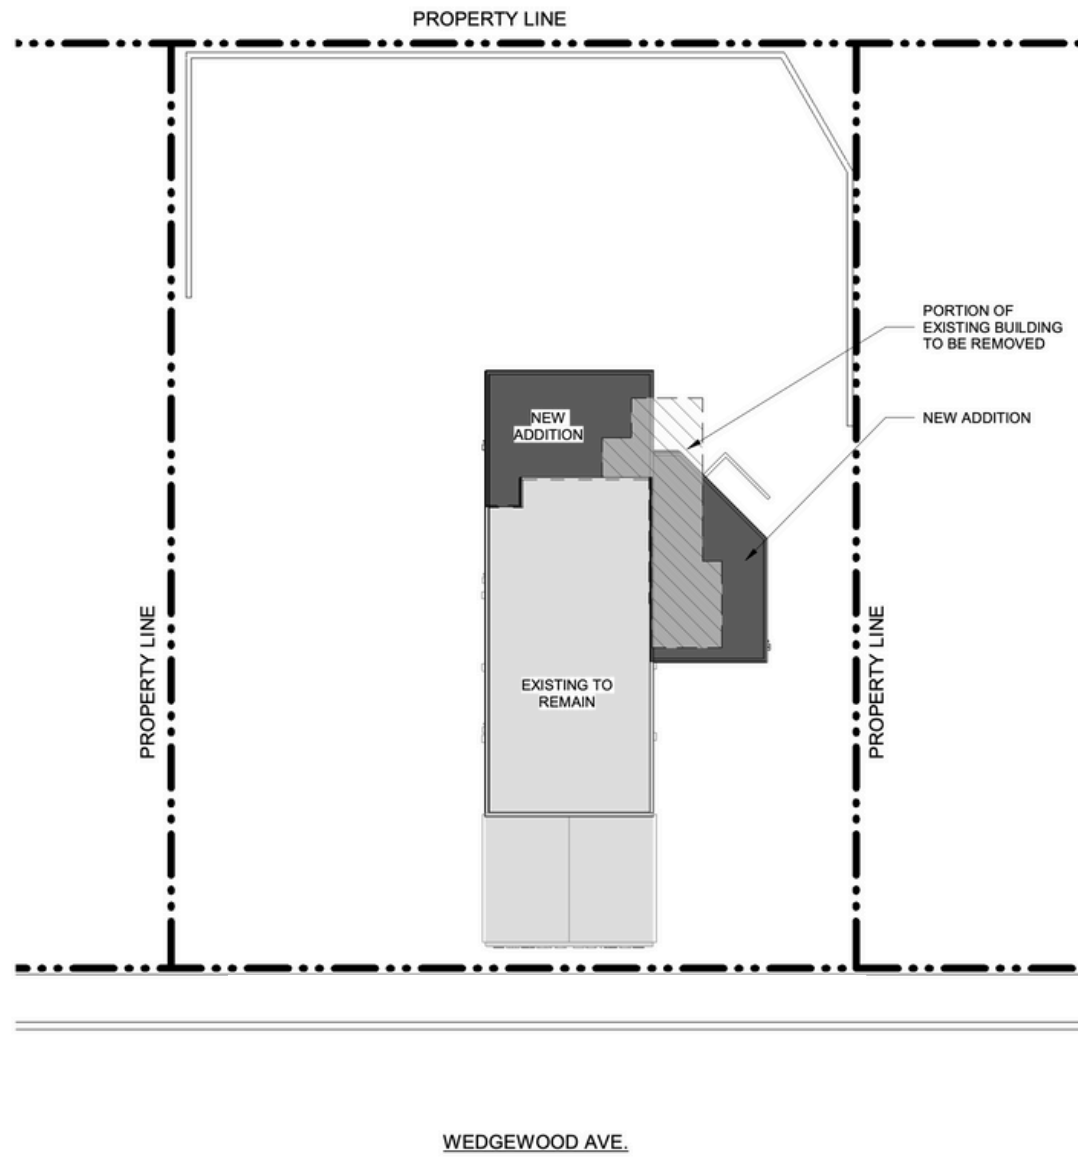 PROPERTY LINE
PORTION OF
EXISTING BUILDING
TO BE REMOVED
NEW
ADDITION
NEW ADDITION
PROPERTY LINE
EXISTING TO
REMAIN
PROPERTY LINE
WEDGEWOOD AVE.